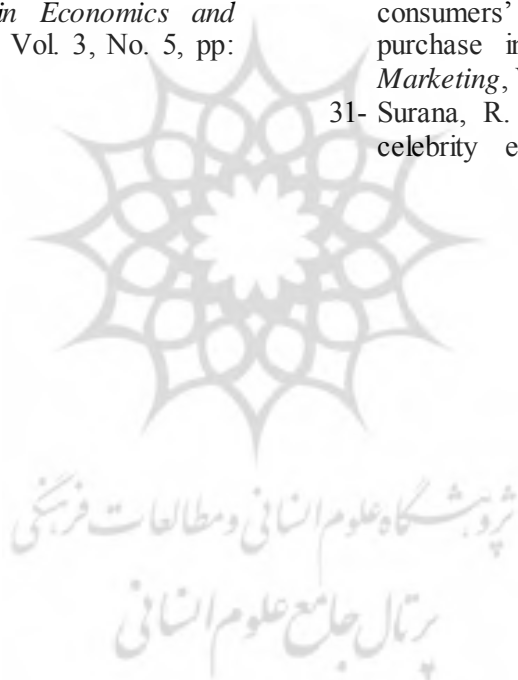 in Economics and
Vol. 3, No. 5, pp:
consumers’
purchase in
Marketing,
31- Surana, R.
celebrity e
پژوهشگاه علوم انسانی و مطالعات فرهنگی
پرتال جامع علوم انسانی